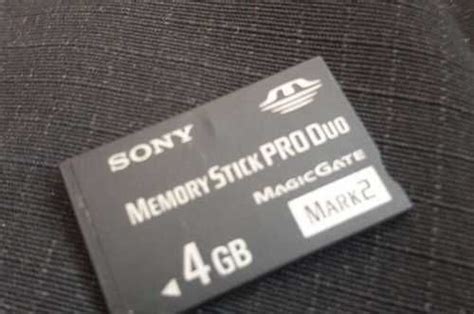 SONY
MEMORY STICK PRO DUO
MAGICGATE
MARK2
4GB